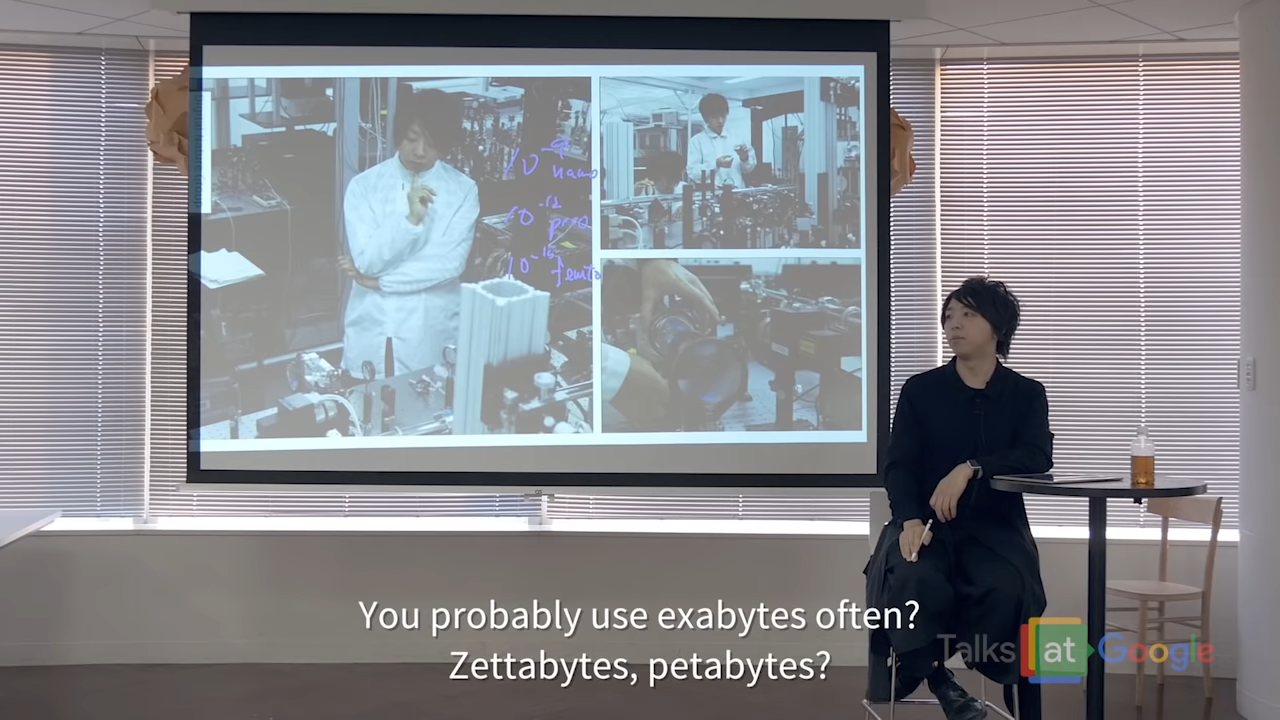 10-9
nano
10-12
pico
10-15
femto
You probably use exabytes often?
Zettabytes, petabytes?
Talks at Google